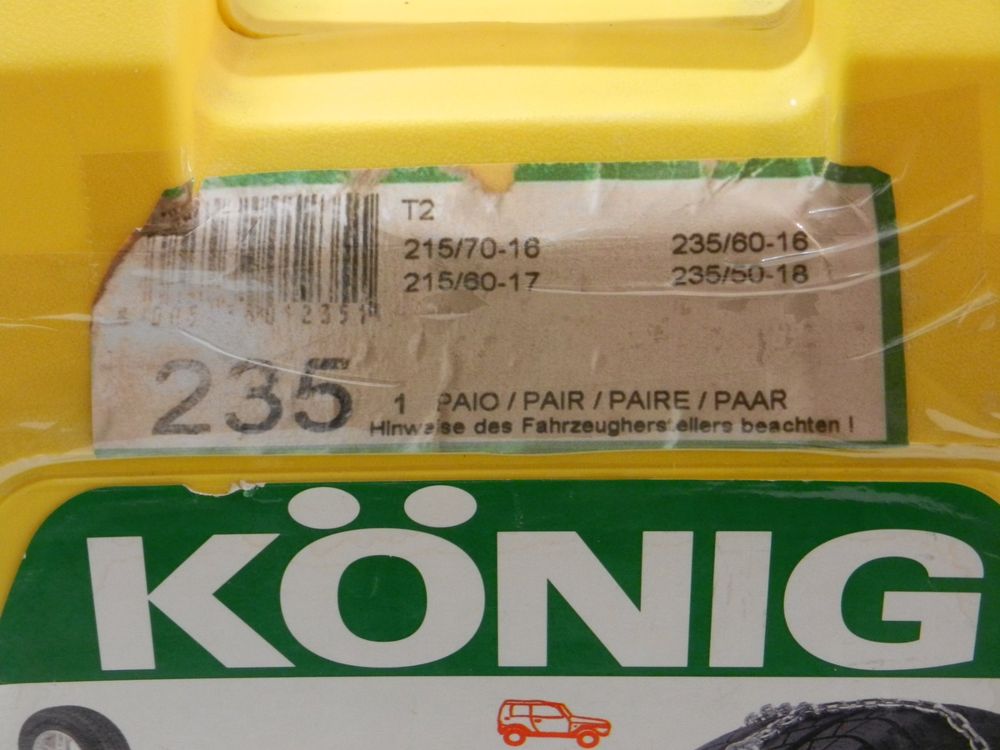 T2
215/70-16 235/60-16
215/60-17 235/50-18
235
1 PAIO / PAIR / PAIRE / PAAR
Hinweise des Fahrzeugherstellers beachten !
KÖNIG